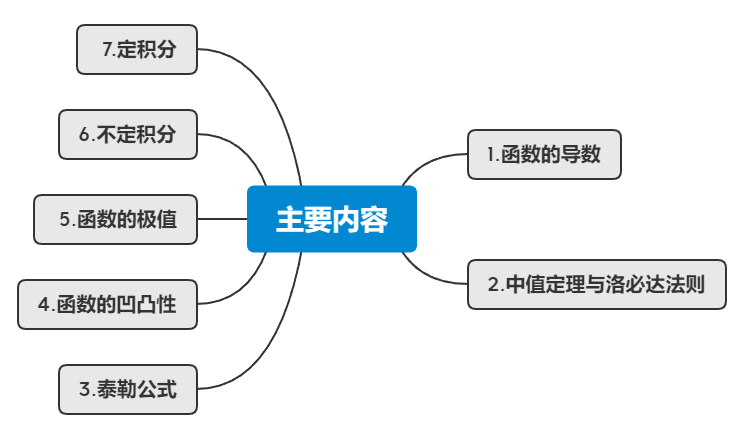 主要内容
1.函数的导数
2.中值定理与洛必达法则
3.泰勒公式
4.函数的凹凸性
5.函数的极值
6.不定积分
7.定积分